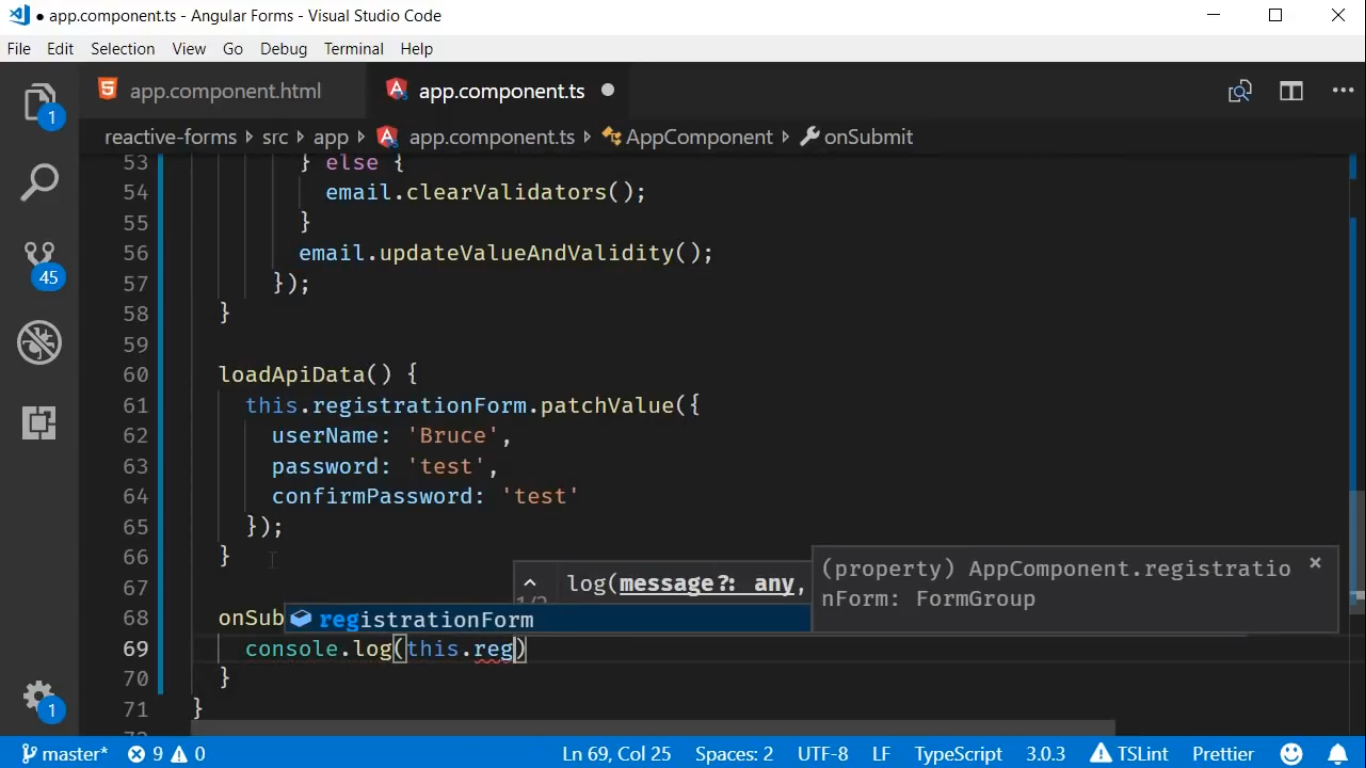 app.component.ts - Angular Forms - Visual Studio Code
File Edit Selection View Go Debug Terminal Help
app.component.html app.component.ts
reactive-forms src app app.component.ts AppComponent onSubmit
53 } else {
54 email.clearValidators();
55 }
56 email.updateValueAndValidity();
57 });
58 }
59
60 loadApiData() {
61 this.registrationForm.patchValue({
62 userName: 'Bruce',
63 password: 'test',
64 confirmPassword: 'test'
65 });
66 }
67
log(message?: any,
(property) AppComponent.registratio
nForm: FormGroup
68 onSub
registrationForm
69 console.log(this.reg)
70 }
71 }
1
45
1
master* 9 0 Ln 69, Col 25 Spaces: 2 UTF-8 LF TypeScript 3.0.3 TSLint Prettier